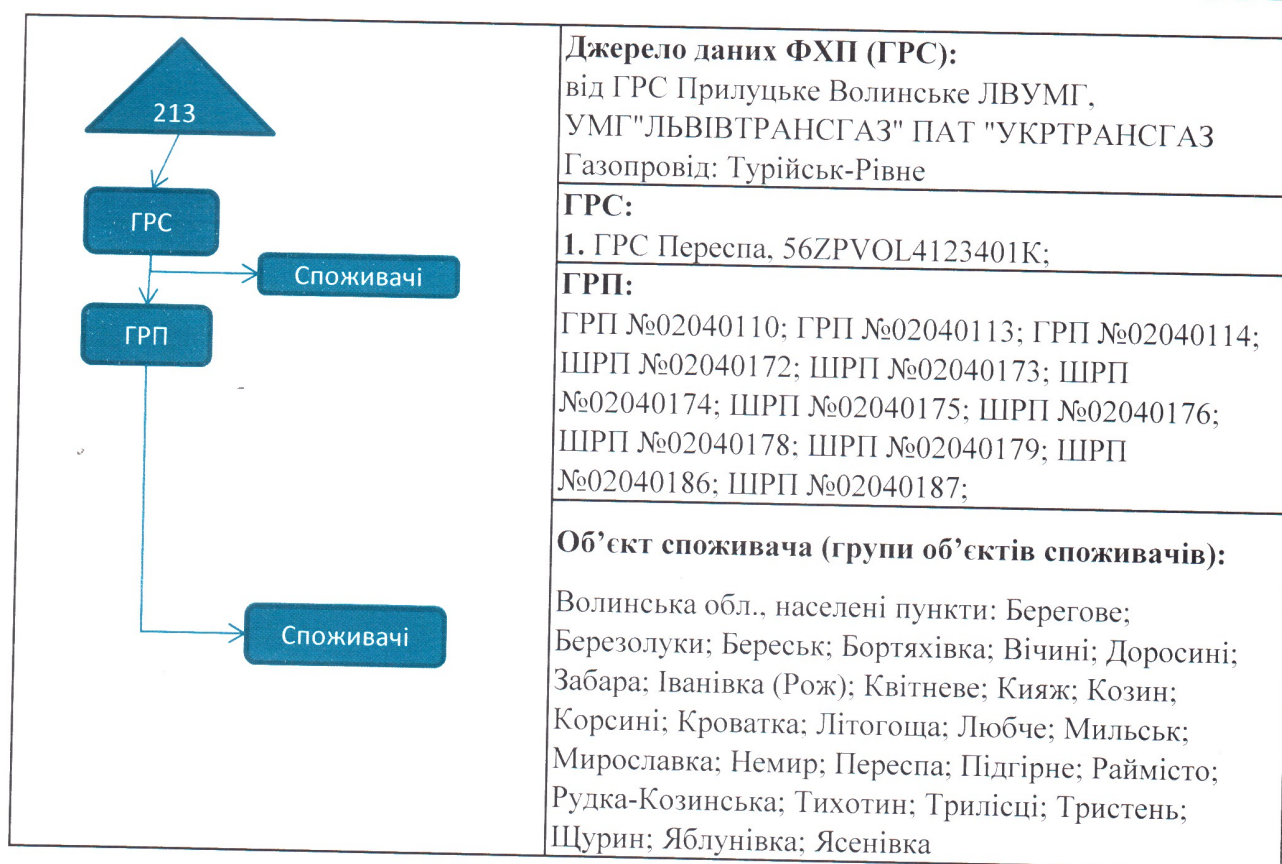 213
ГРС
Споживачі
ГРП
Споживачі
Джерело даних ФХП (ГРС):
від ГРС Прилуцьке Волинське ЛВУМГ,
УМГ"ЛЬВІВТРАНСГАЗ" ПАТ "УКРТРАНСГАЗ
Газопровід: Турійськ-Рівне
ГРС:
1. ГРС Переспа, 56ZPVOL4123401K;
ГРП:
ГРП №02040110; ГРП №02040113; ГРП №02040114;
ШРП №02040172; ШРП №02040173; ШРП
№02040174; ШРП №02040175; ШРП №02040176;
ШРП №02040178; ШРП №02040179; ШРП
№02040186; ШРП №02040187;
Об’єкт споживача (групи об’єктів споживачів):
Волинська обл., населені пункти: Берегове;
Березолуки; Береськ; Бортяхівка; Вічині; Доросині;
Забара; Іванівка (Рож); Квітневе; Кияж; Козин;
Корсині; Кроватка; Літогоща; Любче; Мильськ;
Мирославка; Немир; Переспа; Підгірне; Раймісто;
Рудка-Козинська; Тихотин; Трилісці; Тристень;
Щурин; Яблунівка; Ясенівка